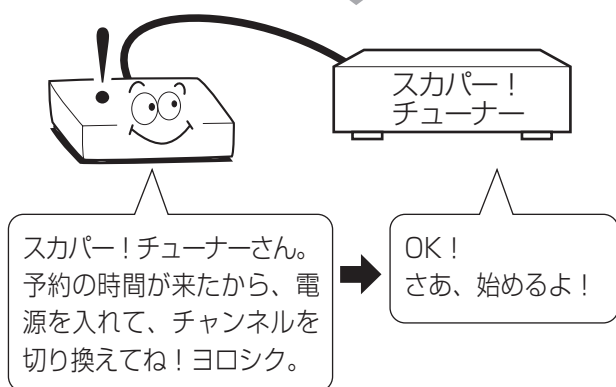 スカパー！
チューナー
スカパー！チューナーさん。
予約の時間が来たから、電
源を入れて、チャンネルを
切り換えてね！ヨロシク。
OK！
さあ、始めるよ！